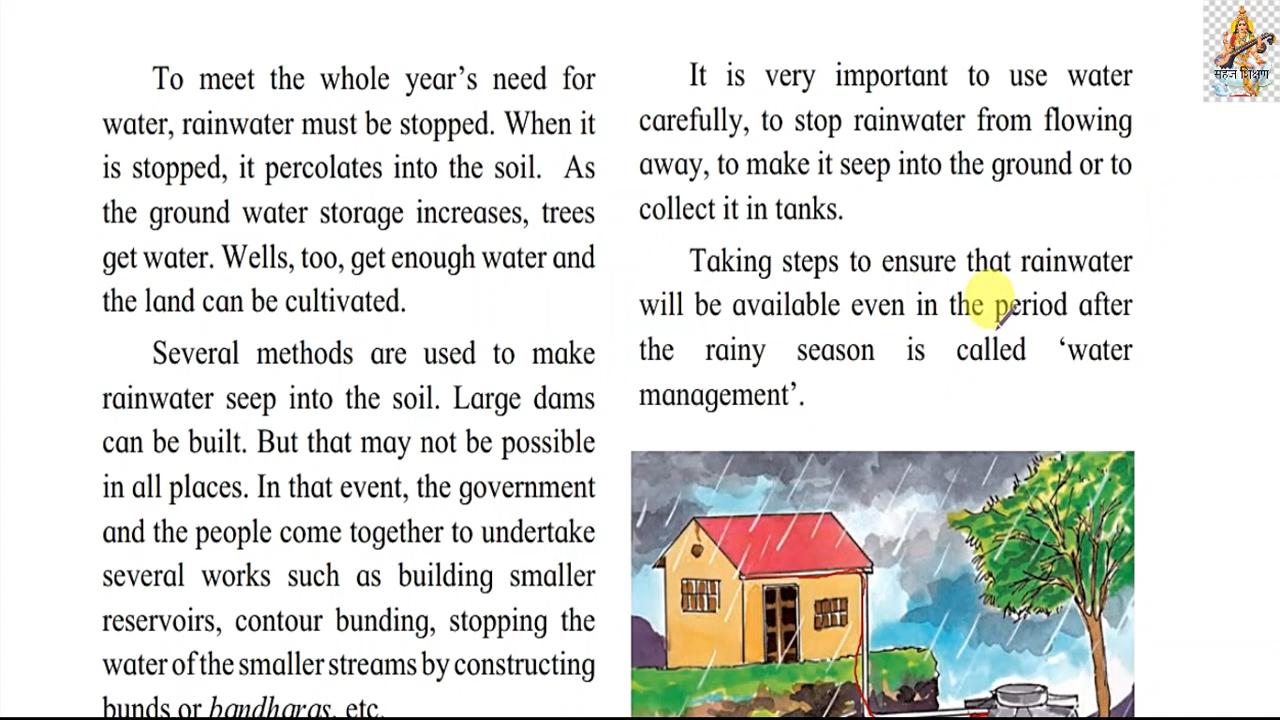 To meet the whole year's need for
water, rainwater must be stopped. When it
is stopped, it percolates into the soil. As
the ground water storage increases, trees
get water. Wells, too, get enough water and
the land can be cultivated.
Several methods are used to make
rainwater seep into the soil. Large dams
can be built. But that may not be possible
in all places. In that event, the government
and the people come together to undertake
several works such as building smaller
reservoirs, contour bunding, stopping the
water of the smaller streams by constructing
bunds or bandharas, etc.
It is very important to use water
carefully, to stop rainwater from flowing
away, to make it seep into the ground or to
collect it in tanks.
Taking steps to ensure that rainwater
will be available even in the period after
the rainy season is called ‘water
management’.
सहज शिक्षण